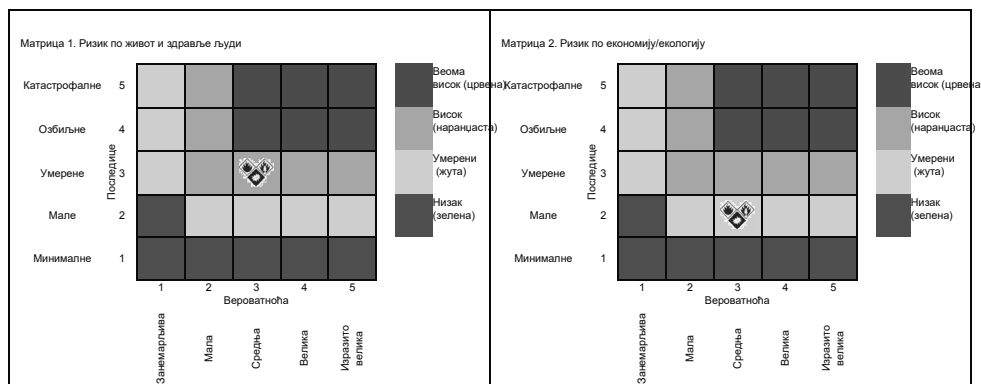 Матрица 1. Ризик по живот и здравље људи
Катастрофалне 5
Озбиљне 4
Умерене 3
Мале 2
Минималне 1
Последице
1 2 3 4 5
Вероватноћа
Занемарљива
Мала
Средња
Велика
Изразито
велика
Веома
висок (црвена)
Висок
(наранџаста)
Умерени
(жута)
Низак
(зелена)
Матрица 2. Ризик по економију/екологију
Катастрофалне 5
Озбиљне 4
Умерене 3
Мале 2
Минималне 1
Последице
1 2 3 4 5
Вероватноћа
Занемарљива
Мала
Средња
Велика
Изразито
велика
Веома
висок (црвена
Висок
(наранџаста)
Умерени
(жута)
Низак
(зелена)